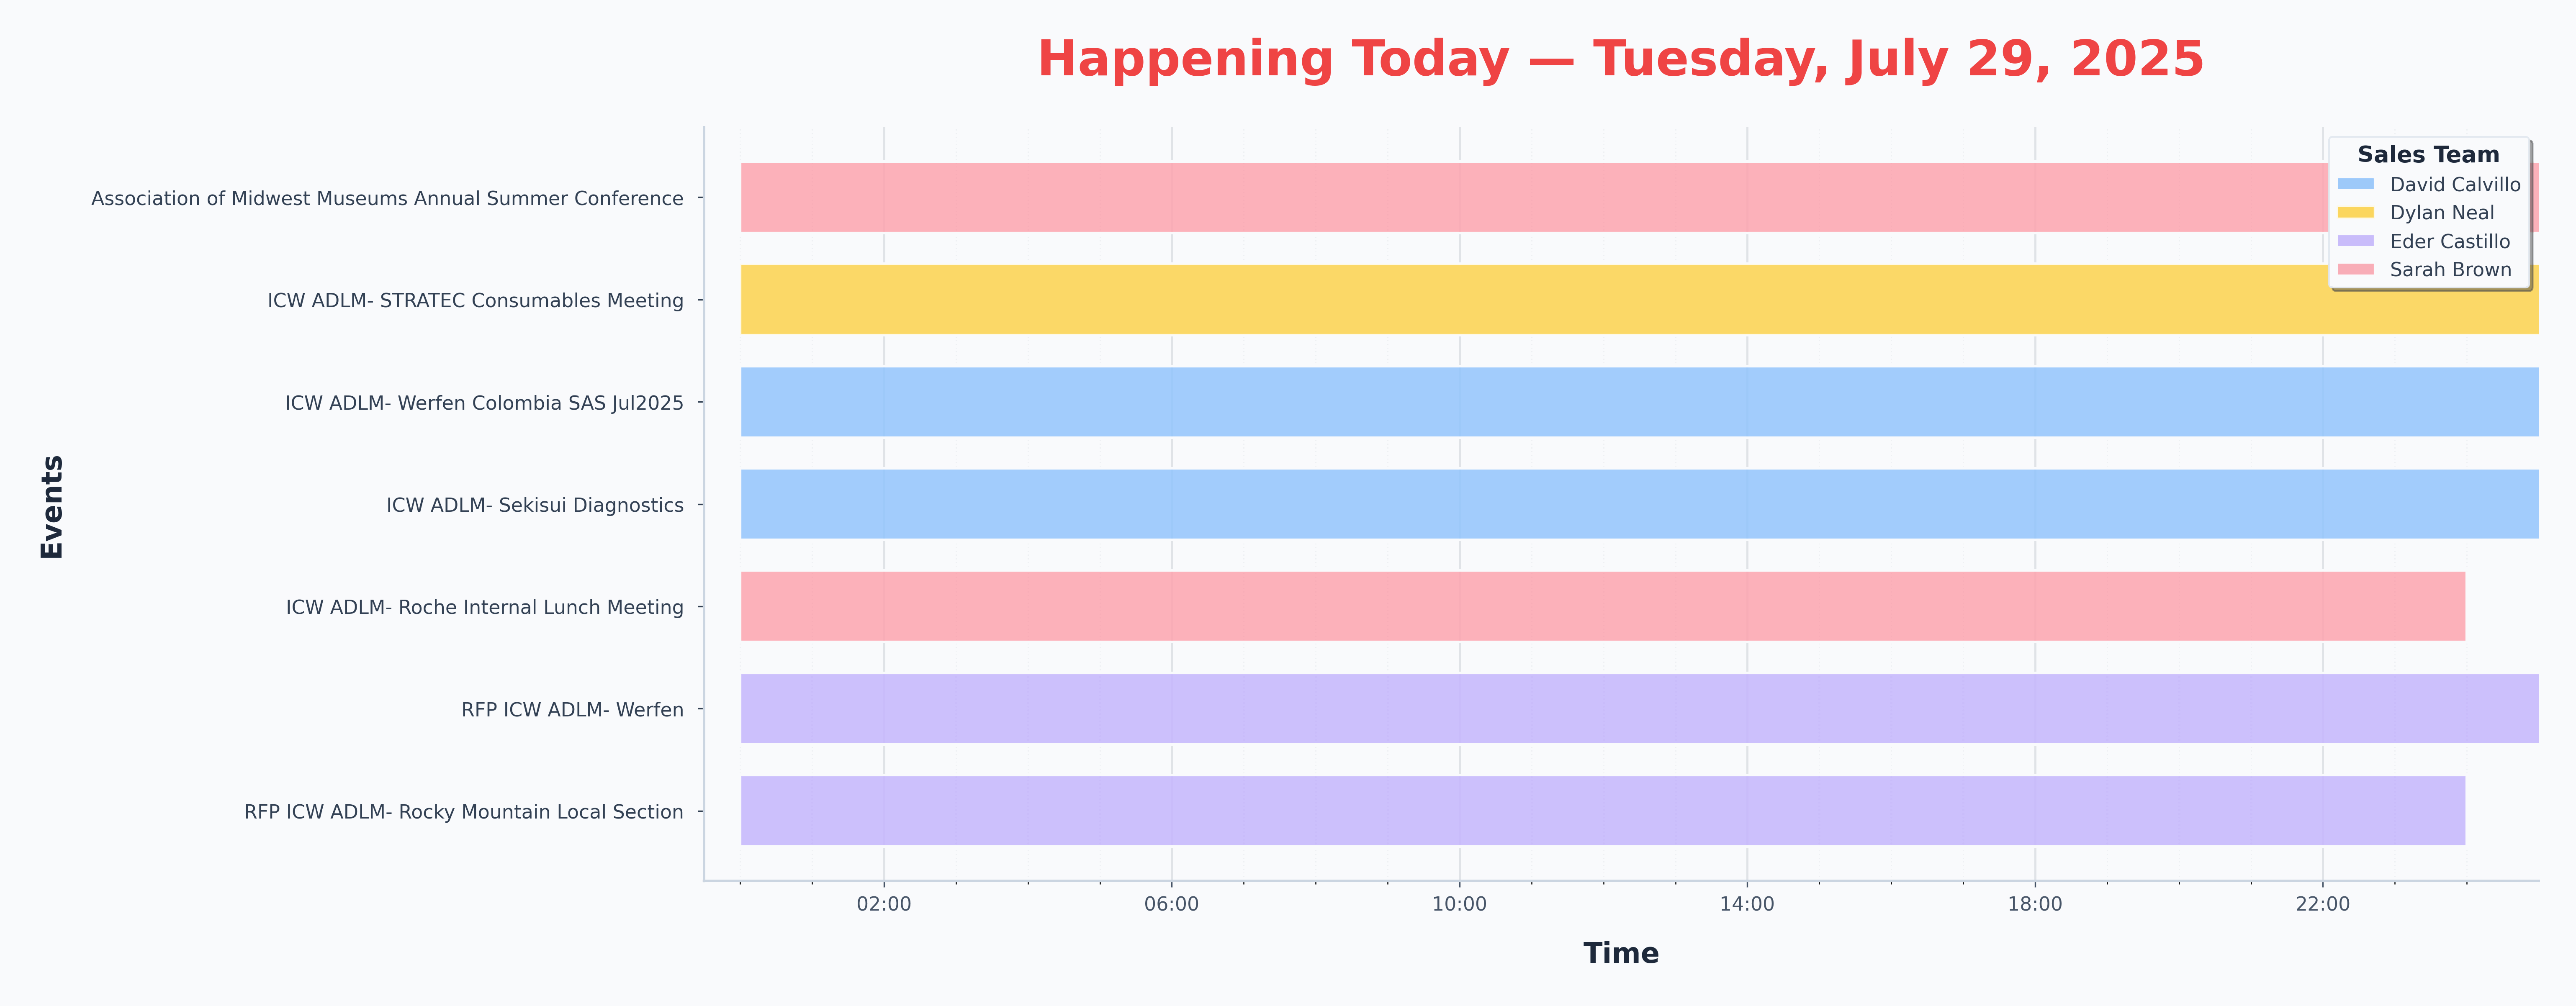 Happening Today — Tuesday, July 29, 2025
Sales Team
David Calvillo
Dylan Neal
Eder Castillo
Sarah Brown
Events
Association of Midwest Museums Annual Summer Conference
ICW ADLM- STRATEC Consumables Meeting
ICW ADLM- Werfen Colombia SAS Jul2025
ICW ADLM- Sekisui Diagnostics
ICW ADLM- Roche Internal Lunch Meeting
RFP ICW ADLM- Werfen
RFP ICW ADLM- Rocky Mountain Local Section
02:00 06:00 10:00 14:00 18:00 22:00
Time